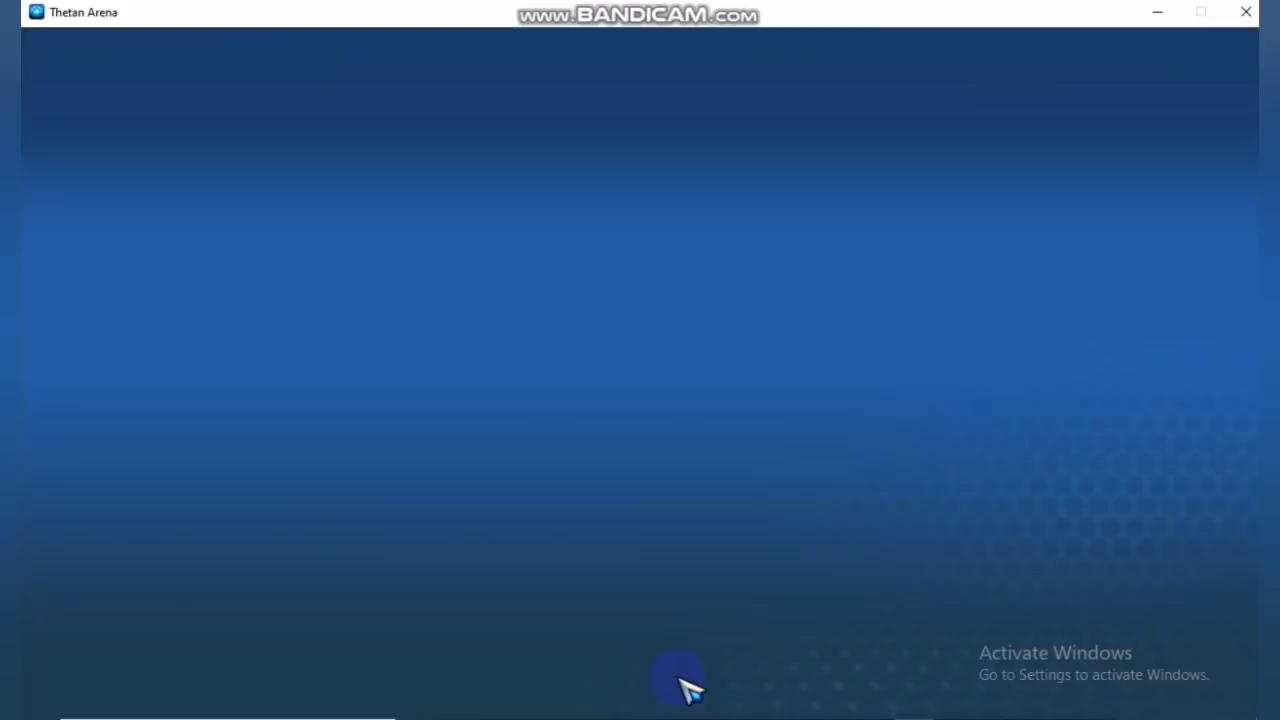 Thetan Arena
www.BANDICAM.com
Activate Windows
Go to Settings to activate Windows.